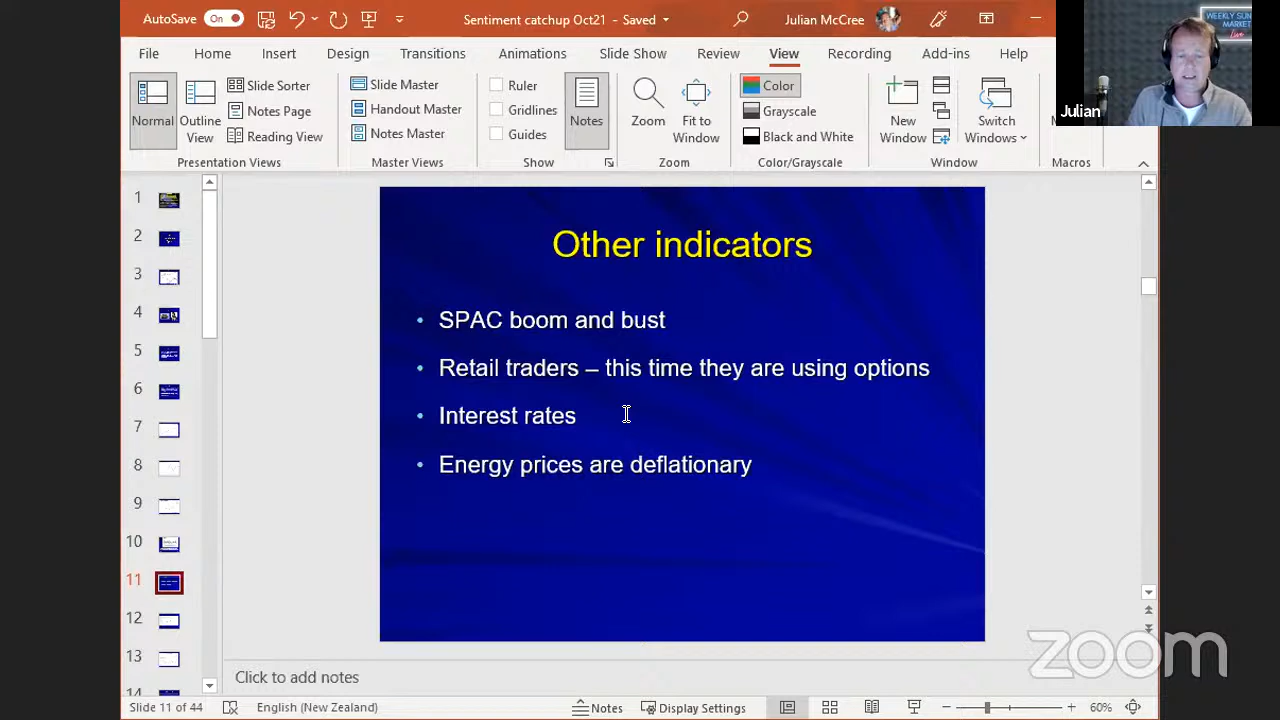 AutoSave On Sentiment catchup Oct21 - Saved Julian McCree
WEEKLY SUN
MARKET
Live
File Home Insert Design Transitions Animations Slide Show Review View Recording Add-ins Help
Normal
Outline View
Slide Sorter
Notes Page
Reading View
Presentation Views
Slide Master
Handout Master
Notes Master
Master Views
Ruler
Gridlines
Guides
Show
Notes
Zoom
Fit to Window
Zoom
Color
Grayscale
Black and White
Color/Grayscale
New Window
Switch Windows
Window
Macros
Julian
1
2
3
4
5
6
7
8
9
10
11
12
13
14
Other indicators
• SPAC boom and bust
• Retail traders – this time they are using options
• Interest rates
• Energy prices are deflationary
zoom
Click to add notes
Slide 11 of 44 English (New Zealand) Notes Display Settings 60%